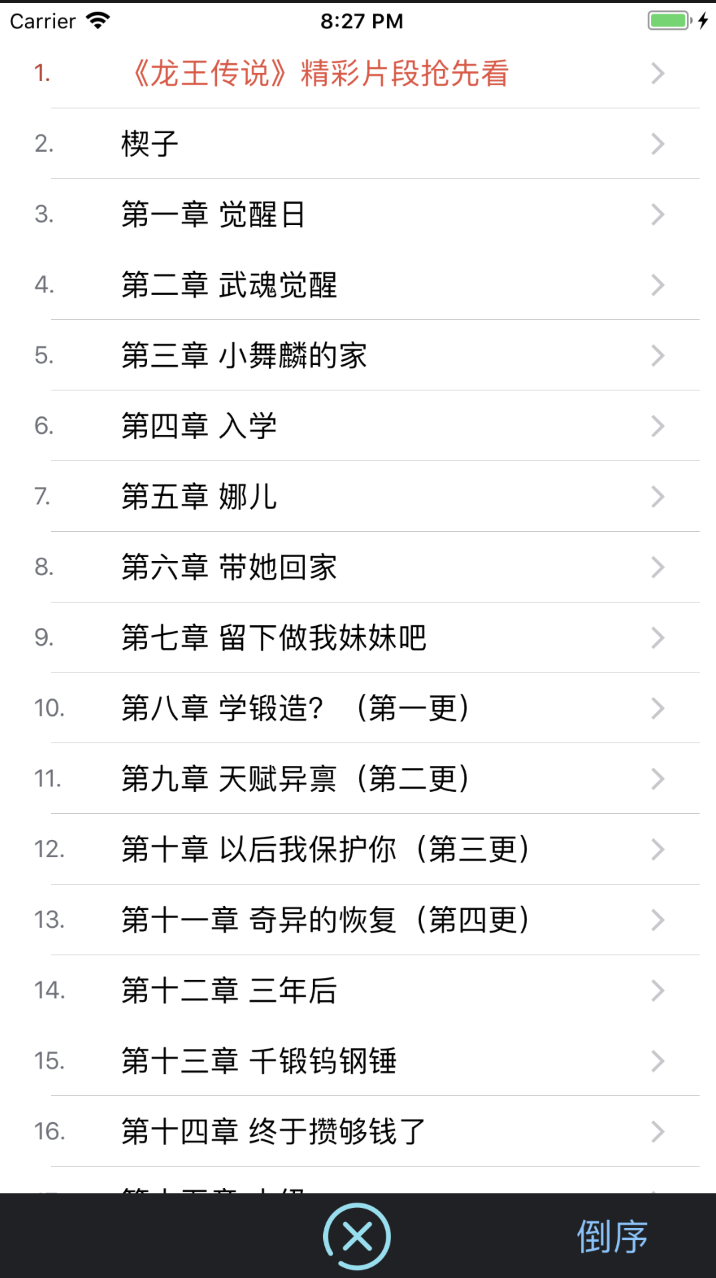 Carrier 8:27 PM
1. 《龙王传说》精彩片段抢先看
2. 楔子
3. 第一章 觉醒日
4. 第二章 武魂觉醒
5. 第三章 小舞麟的家
6. 第四章 入学
7. 第五章 娜儿
8. 第六章 带她回家
9. 第七章 留下做我妹妹吧
10. 第八章 学锻造？（第一更）
11. 第九章 天赋异禀（第二更）
12. 第十章 以后我保护你（第三更）
13. 第十一章 奇异的恢复（第四更）
14. 第十二章 三年后
15. 第十三章 千锻钨钢锤
16. 第十四章 终于攒够钱了
倒序